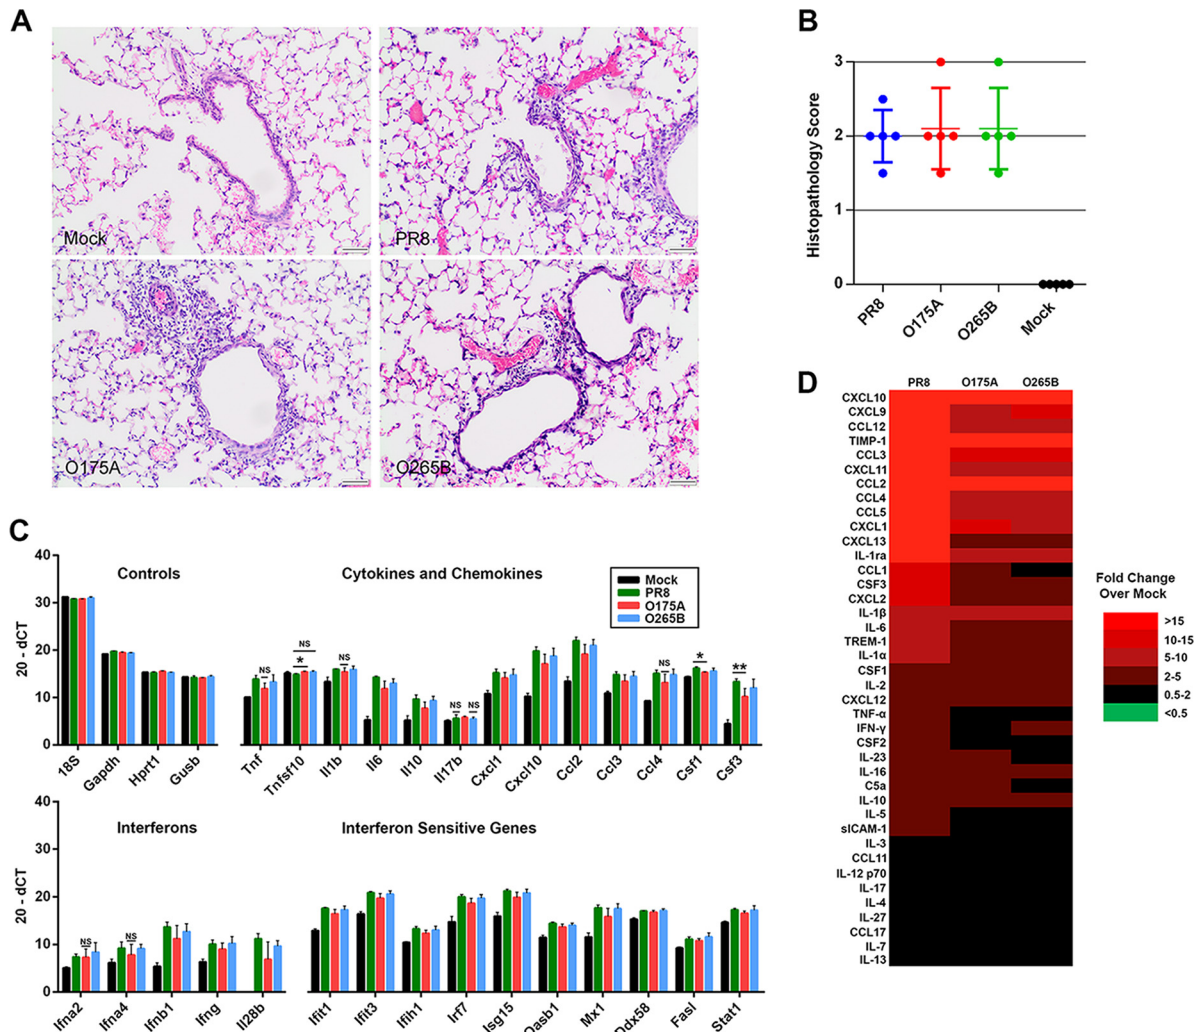 A
Mock
PR8
O175A
O265B
B
Histopathology Score
3
2
1
0
PR8
O175A
O265B
Mock
C
20 - dCT
40
30
20
10
0
Controls
Cytokines and Chemokines
Mock
PR8
O175A
O265B
NS
NS
*
NS
NS
NS
NS
*
**
18S
Gapdh
Hprt1
Gusb
Tnf
Tnfsf10
Il1b
Il6
Il10
Il17b
Cxcl1
Cxcl10
Ccl2
Ccl3
Ccl4
Csf1
Csf3
20 - dCT
40
30
20
10
0
Interferons
Interferon Sensitive Genes
NS
NS
Ifna2
Ifna4
Ifnb1
Ifng
Il28b
Ifit1
Ifit3
Ifih1
Irf7
Isg15
Oasb1
Mx1
Ddx58
Fasl
Stat1
D
PR8 O175A O265B
CXCL10
CXCL9
CCL12
TIMP-1
CCL3
CXCL11
CCL2
CCL4
CCL5
CXCL1
CXCL13
IL-1ra
CCL1
CSF3
CXCL2
IL-1β
IL-6
TREM-1
IL-1α
CSF1
IL-2
CXCL12
TNF-α
IFN-γ
CSF2
IL-23
IL-16
C5a
IL-10
IL-5
sICAM-1
IL-3
CCL11
IL-12 p70
IL-17
IL-4
IL-27
CCL17
IL-7
IL-13
Fold Change
Over Mock
>15
10-15
5-10
2-5
0.5-2
<0.5